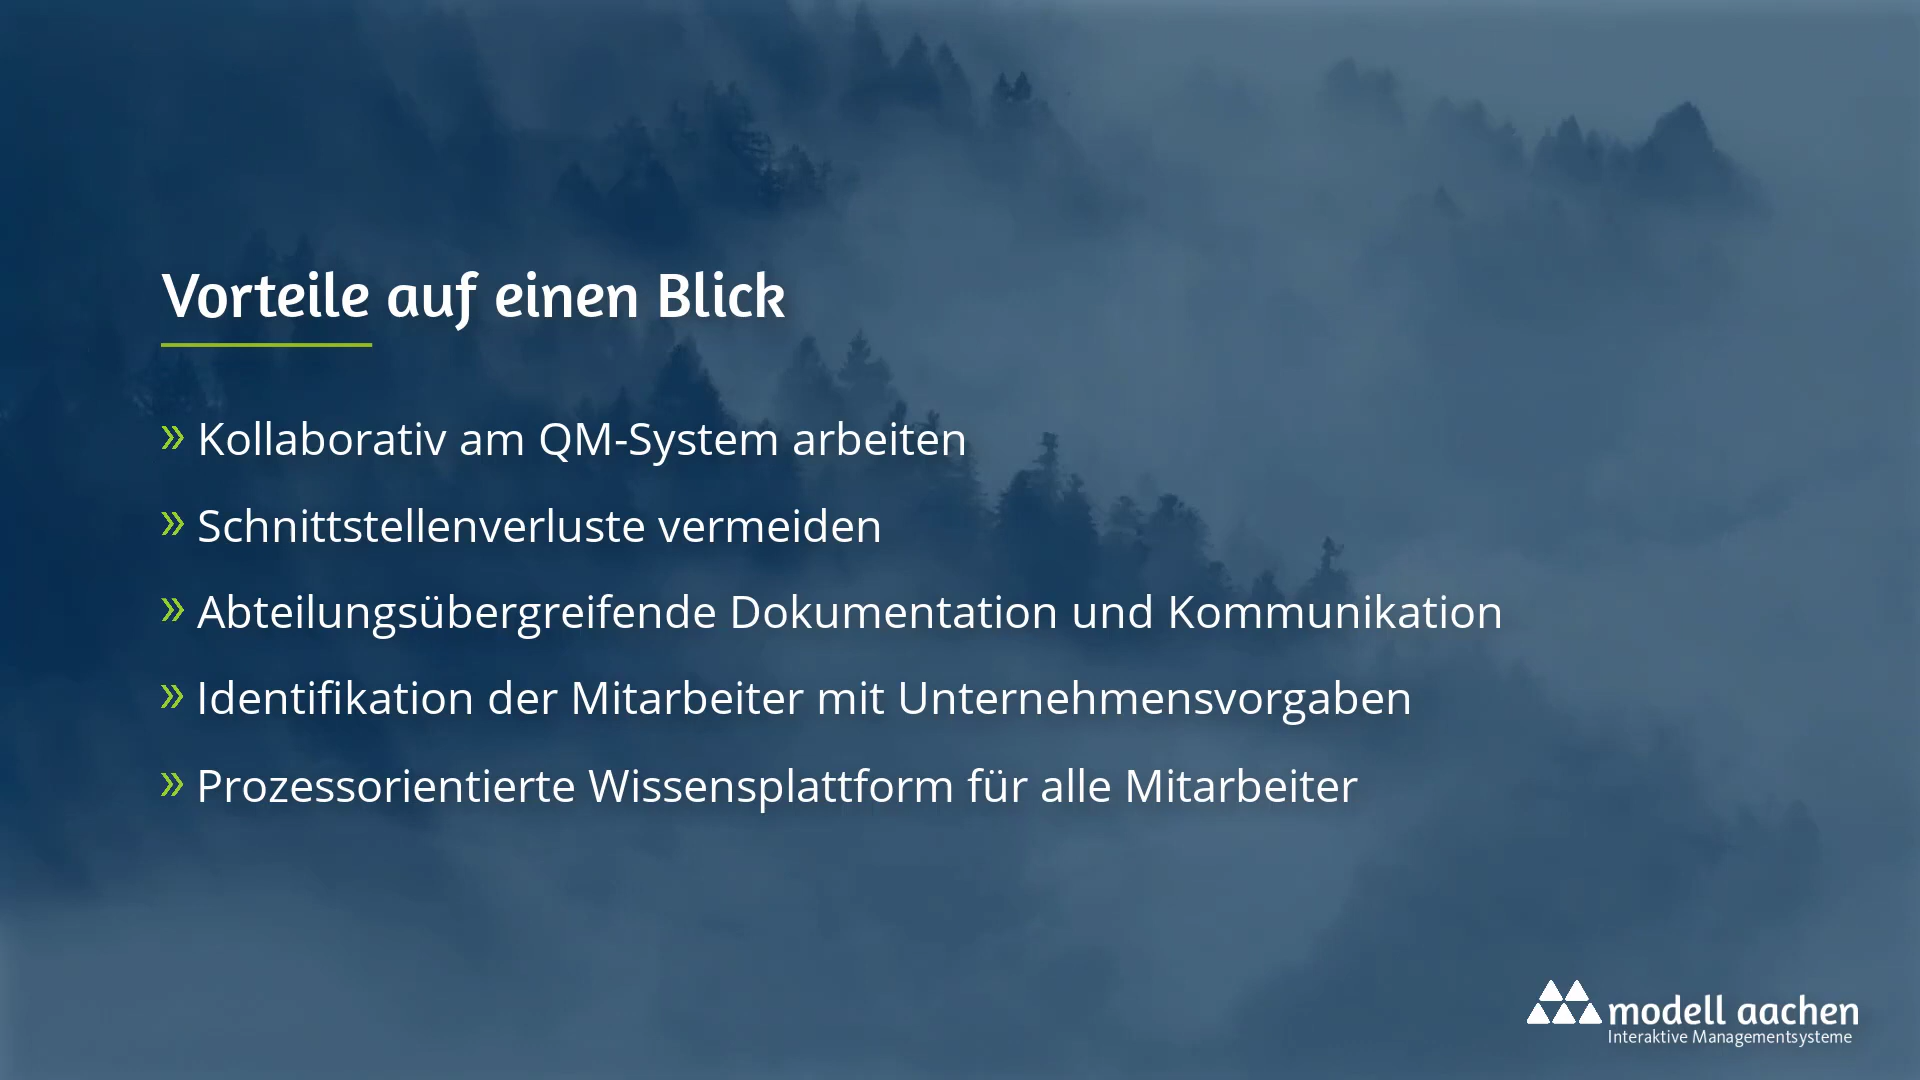 Vorteile auf einen Blick
» Kollaborativ am QM-System arbeiten
» Schnittstellenverluste vermeiden
» Abteilungsübergreifende Dokumentation und Kommunikation
» Identifikation der Mitarbeiter mit Unternehmensvorgaben
» Prozessorientierte Wissensplattform für alle Mitarbeiter
modell aachen
Interaktive Managementsysteme